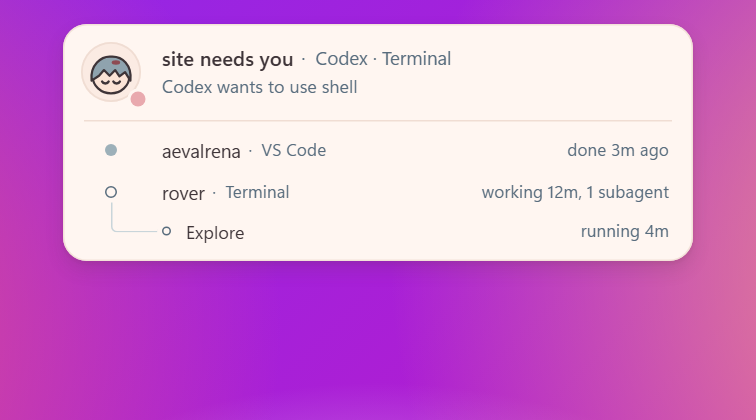 site needs you · Codex · Terminal
Codex wants to use shell
aevalrena · VS Code done 3m ago
rover · Terminal working 12m, 1 subagent
Explore running 4m